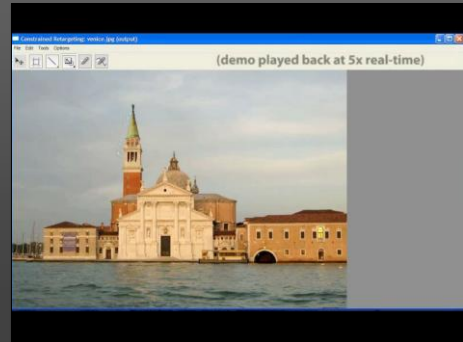 Constrained Retargeting: venice.jpg (output)
File Edit Tools Options
(demo played back at 5x real-time)